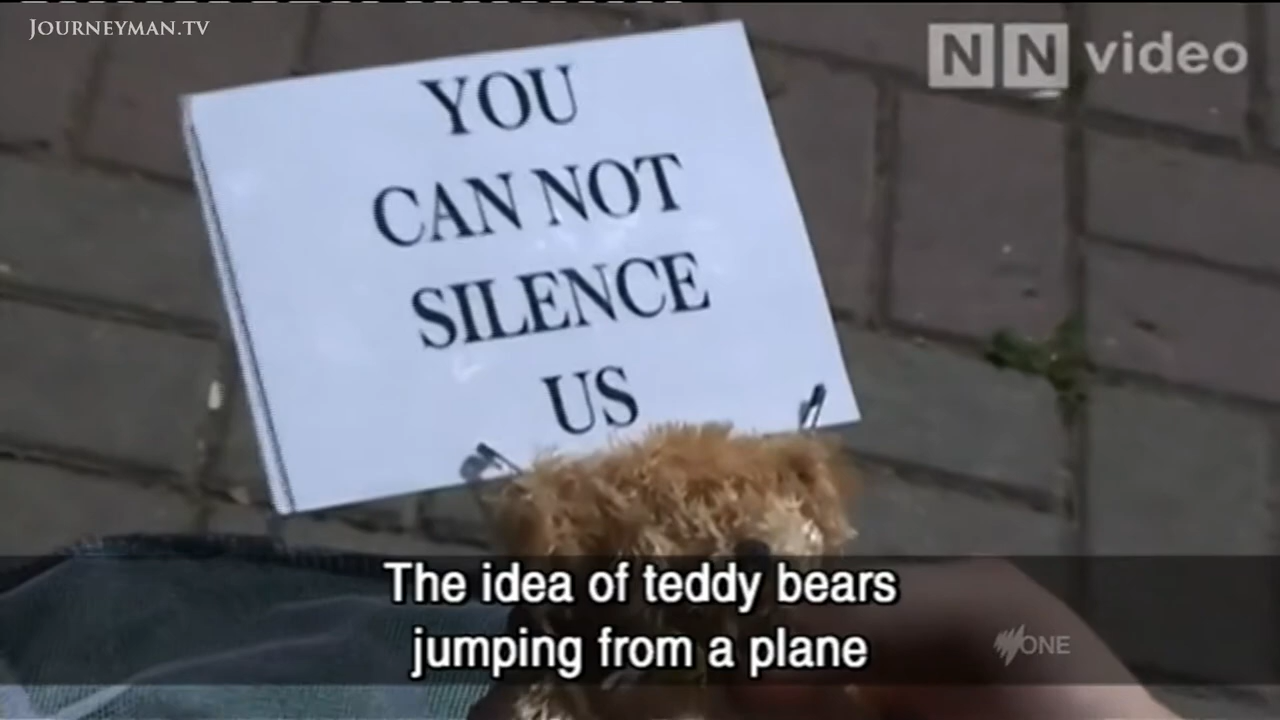 JOURNEYMAN.TV
NN video
YOU
CAN NOT
SILENCE
US
The idea of teddy bears
jumping from a plane
ONE